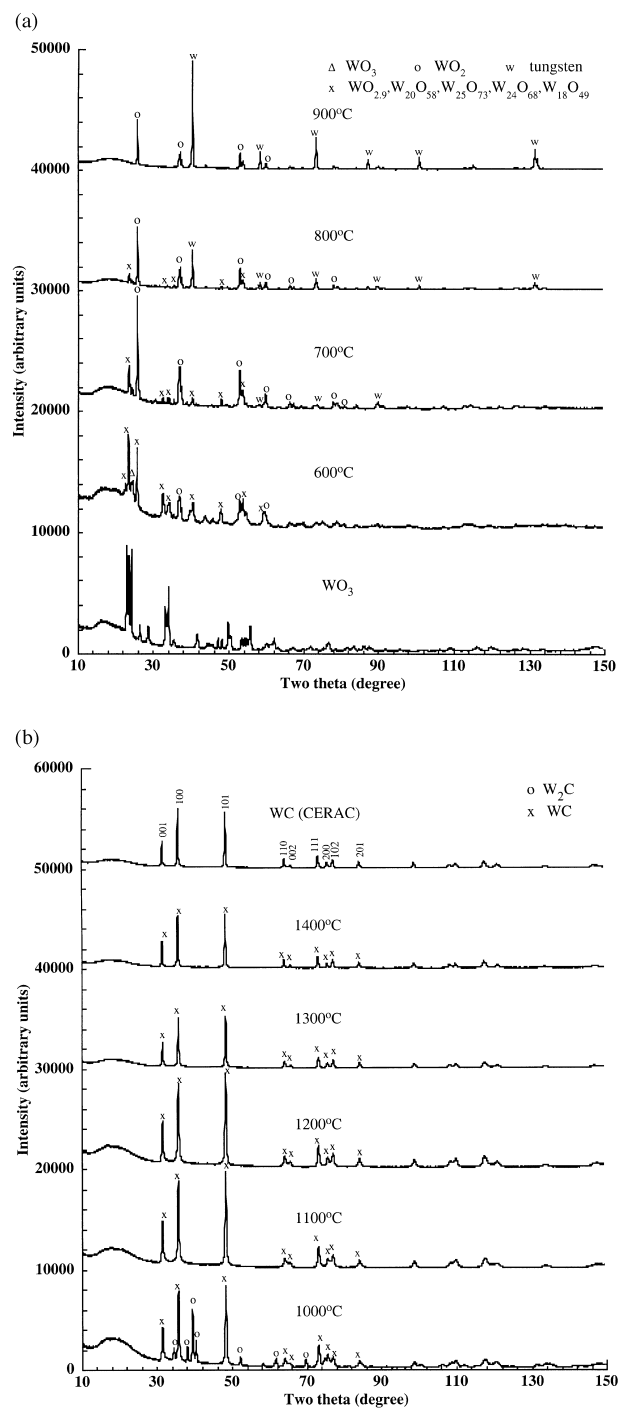 (a)
50000
Δ WO3 o WO2 w tungsten
x WO2.9,W20O58,W25O73,W24O68,W18O49
900°C
40000
800°C
30000
700°C
20000
600°C
10000
WO3
0
10 30 50 70 90 110 130 150
Two theta (degree)
Intensity (arbitrary units)
(b)
60000
o W2C
x WC
WC (CERAC)
001 100 101 110 002 111 200 102 201
50000
1400°C
40000
1300°C
30000
1200°C
20000
1100°C
10000
1000°C
0
10 30 50 70 90 110 130 150
Two theta (degree)
Intensity (arbitrary units)